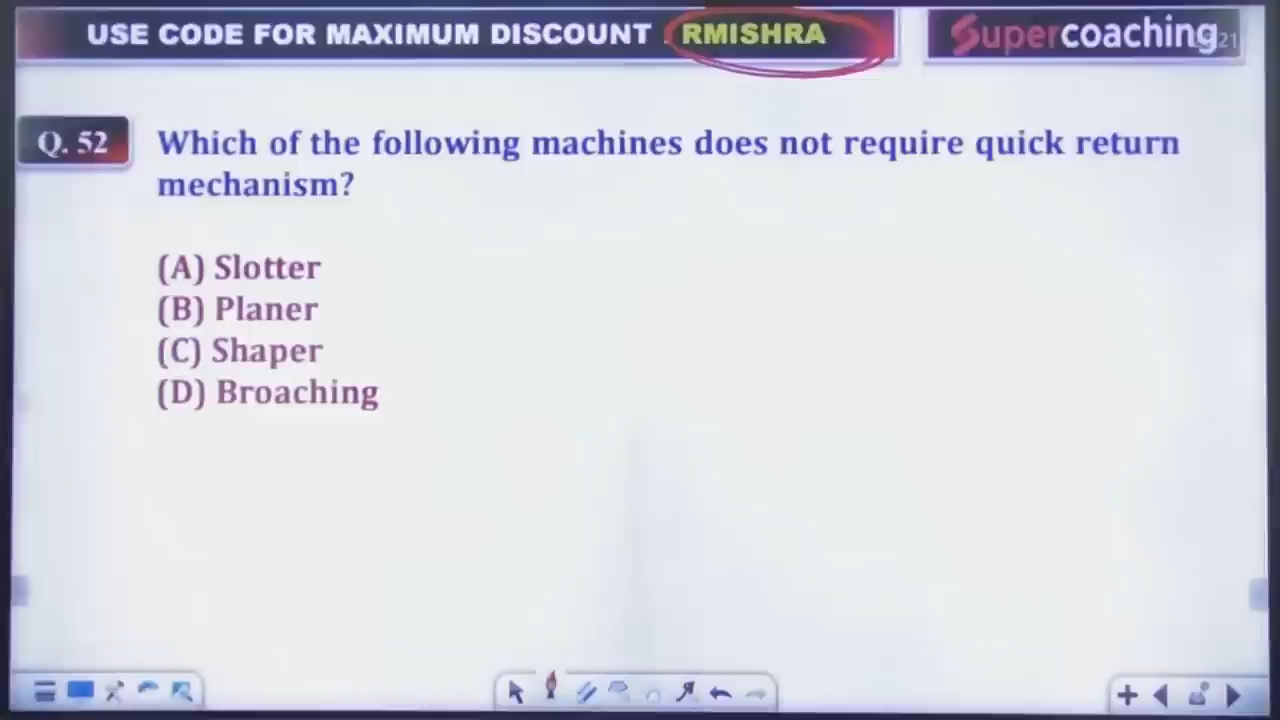 USE CODE FOR MAXIMUM DISCOUNT : RMISHRA
Supercoaching
21
Q. 52
Which of the following machines does not require quick return
mechanism?
(A) Slotter
(B) Planer
(C) Shaper
(D) Broaching